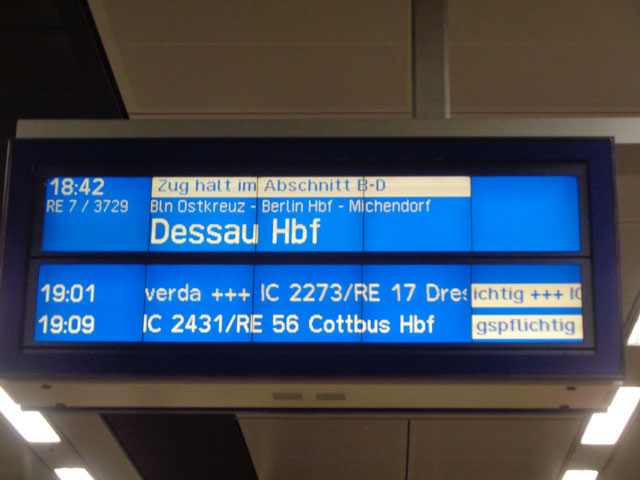 18:42 Zug hält im Abschnitt B-D
RE 7 / 3729 Bln Ostkreuz - Berlin Hbf - Michendorf
Dessau Hbf
19:01 verda +++ IC 2273/RE 17 Dres ichtig +++ IC
19:09 IC 2431/RE 56 Cottbus Hbf gspflichtig